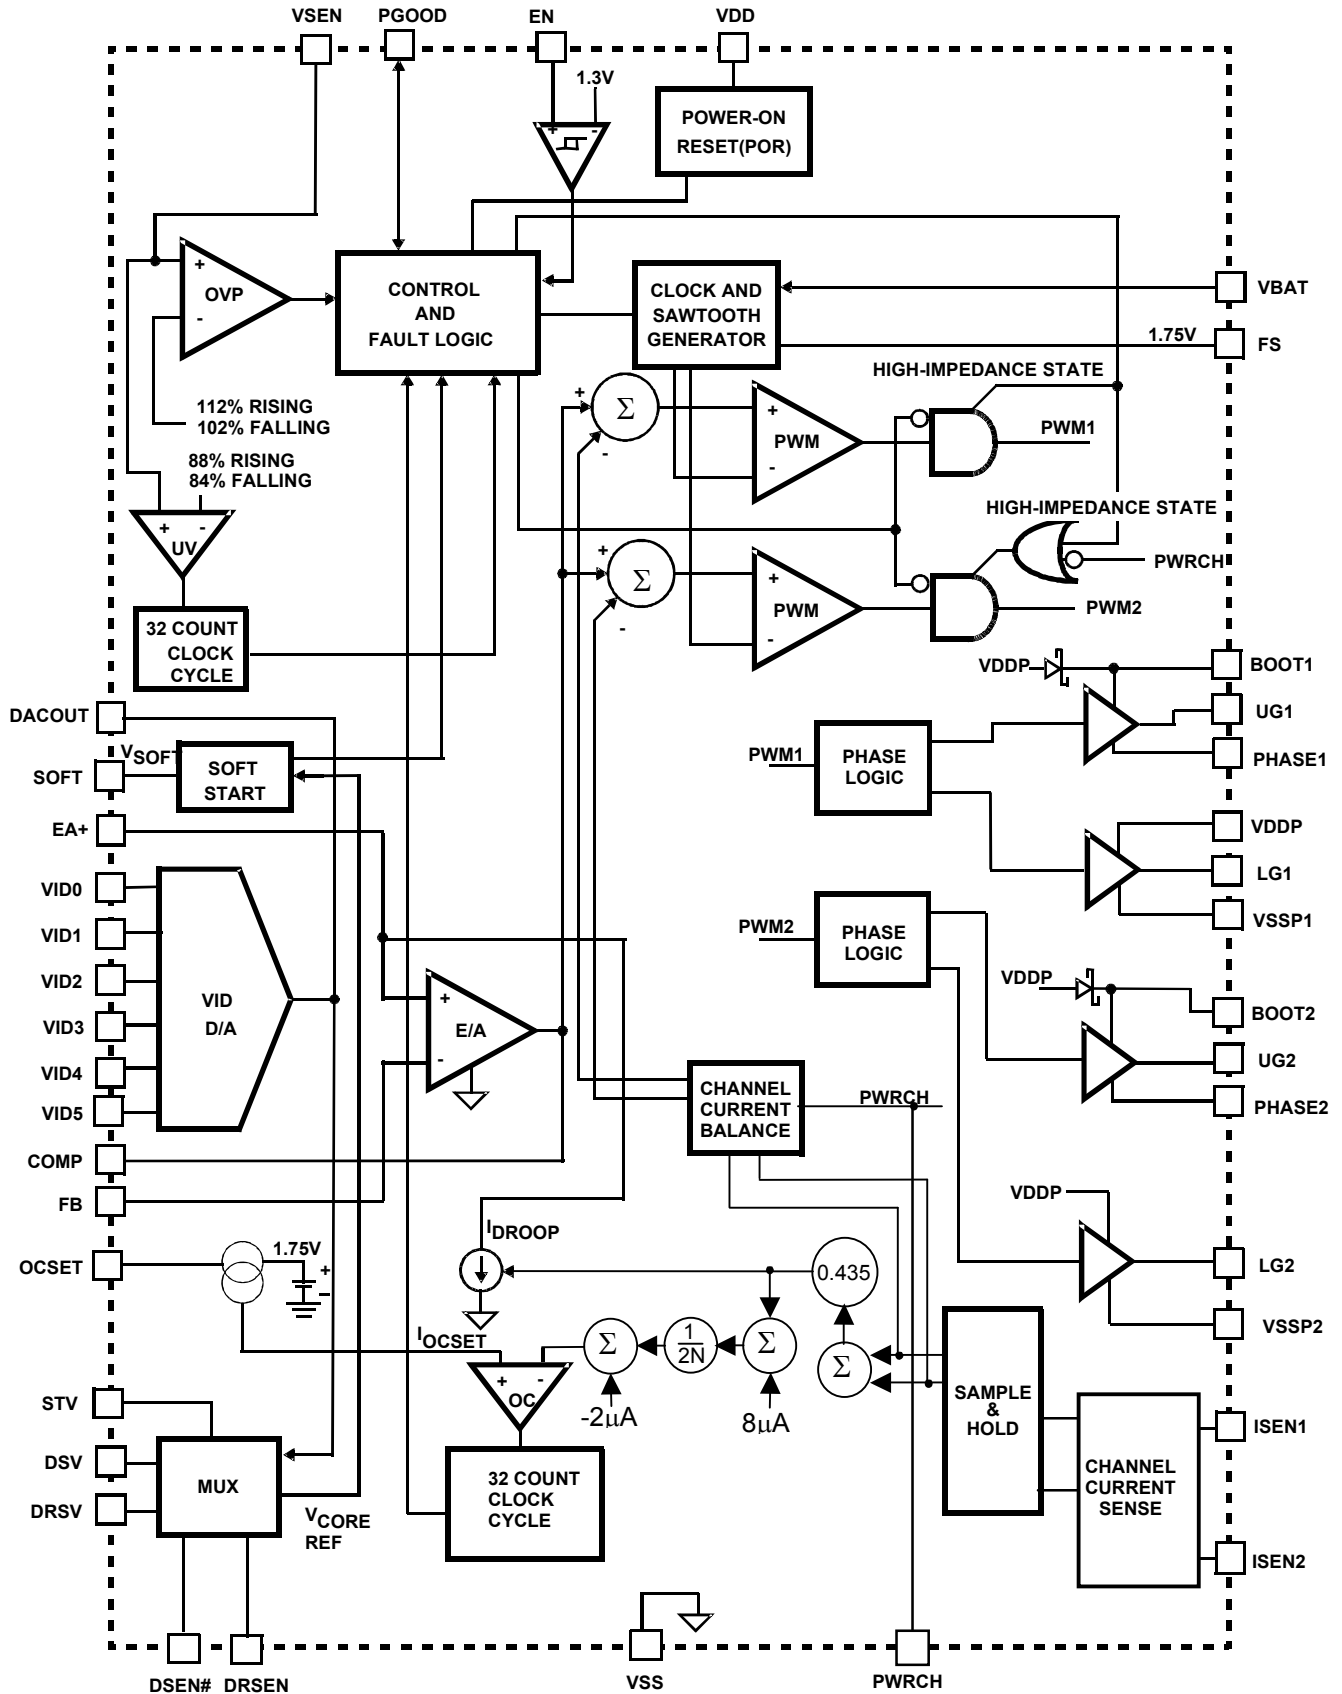 VSEN PGOOD EN VDD
1.3V
+ -
POWER-ON
RESET(POR)
+
OVP
-
CONTROL
AND
FAULT LOGIC
CLOCK AND
SAWTOOTH
GENERATOR
VBAT
1.75V
FS
HIGH-IMPEDANCE STATE
112% RISING
102% FALLING
+
Σ
-
+
PWM
-
PWM1
88% RISING
84% FALLING
HIGH-IMPEDANCE STATE
+ -
UV
+
Σ
-
+
PWM
-
PWRCH
PWM2
32 COUNT
CLOCK
CYCLE
VDDP
BOOT1
DACOUT
UG1
VSOFT
SOFT
SOFT
START
PWM1
PHASE
LOGIC
PHASE1
EA+
VDDP
VID0
LG1
VID1
PWM2
PHASE
LOGIC
VSSP1
VID2
VID
D/A
VDDP
VID3
+
E/A
-
BOOT2
VID4
UG2
VID5
CHANNEL
CURRENT
BALANCE
PWRCH
PHASE2
COMP
FB
VDDP
IDROOP
OCSET
1.75V
+
-
0.435
LG2
IOCSET
Σ
1
2N
Σ
Σ
VSSP2
+ -
OC
-2µA
8µA
SAMPLE
&
HOLD
STV
ISEN1
DSV
MUX
32 COUNT
CLOCK
CYCLE
CHANNEL
CURRENT
SENSE
DRSV
VCORE
REF
ISEN2
DSEN# DRSEN
VSS
PWRCH